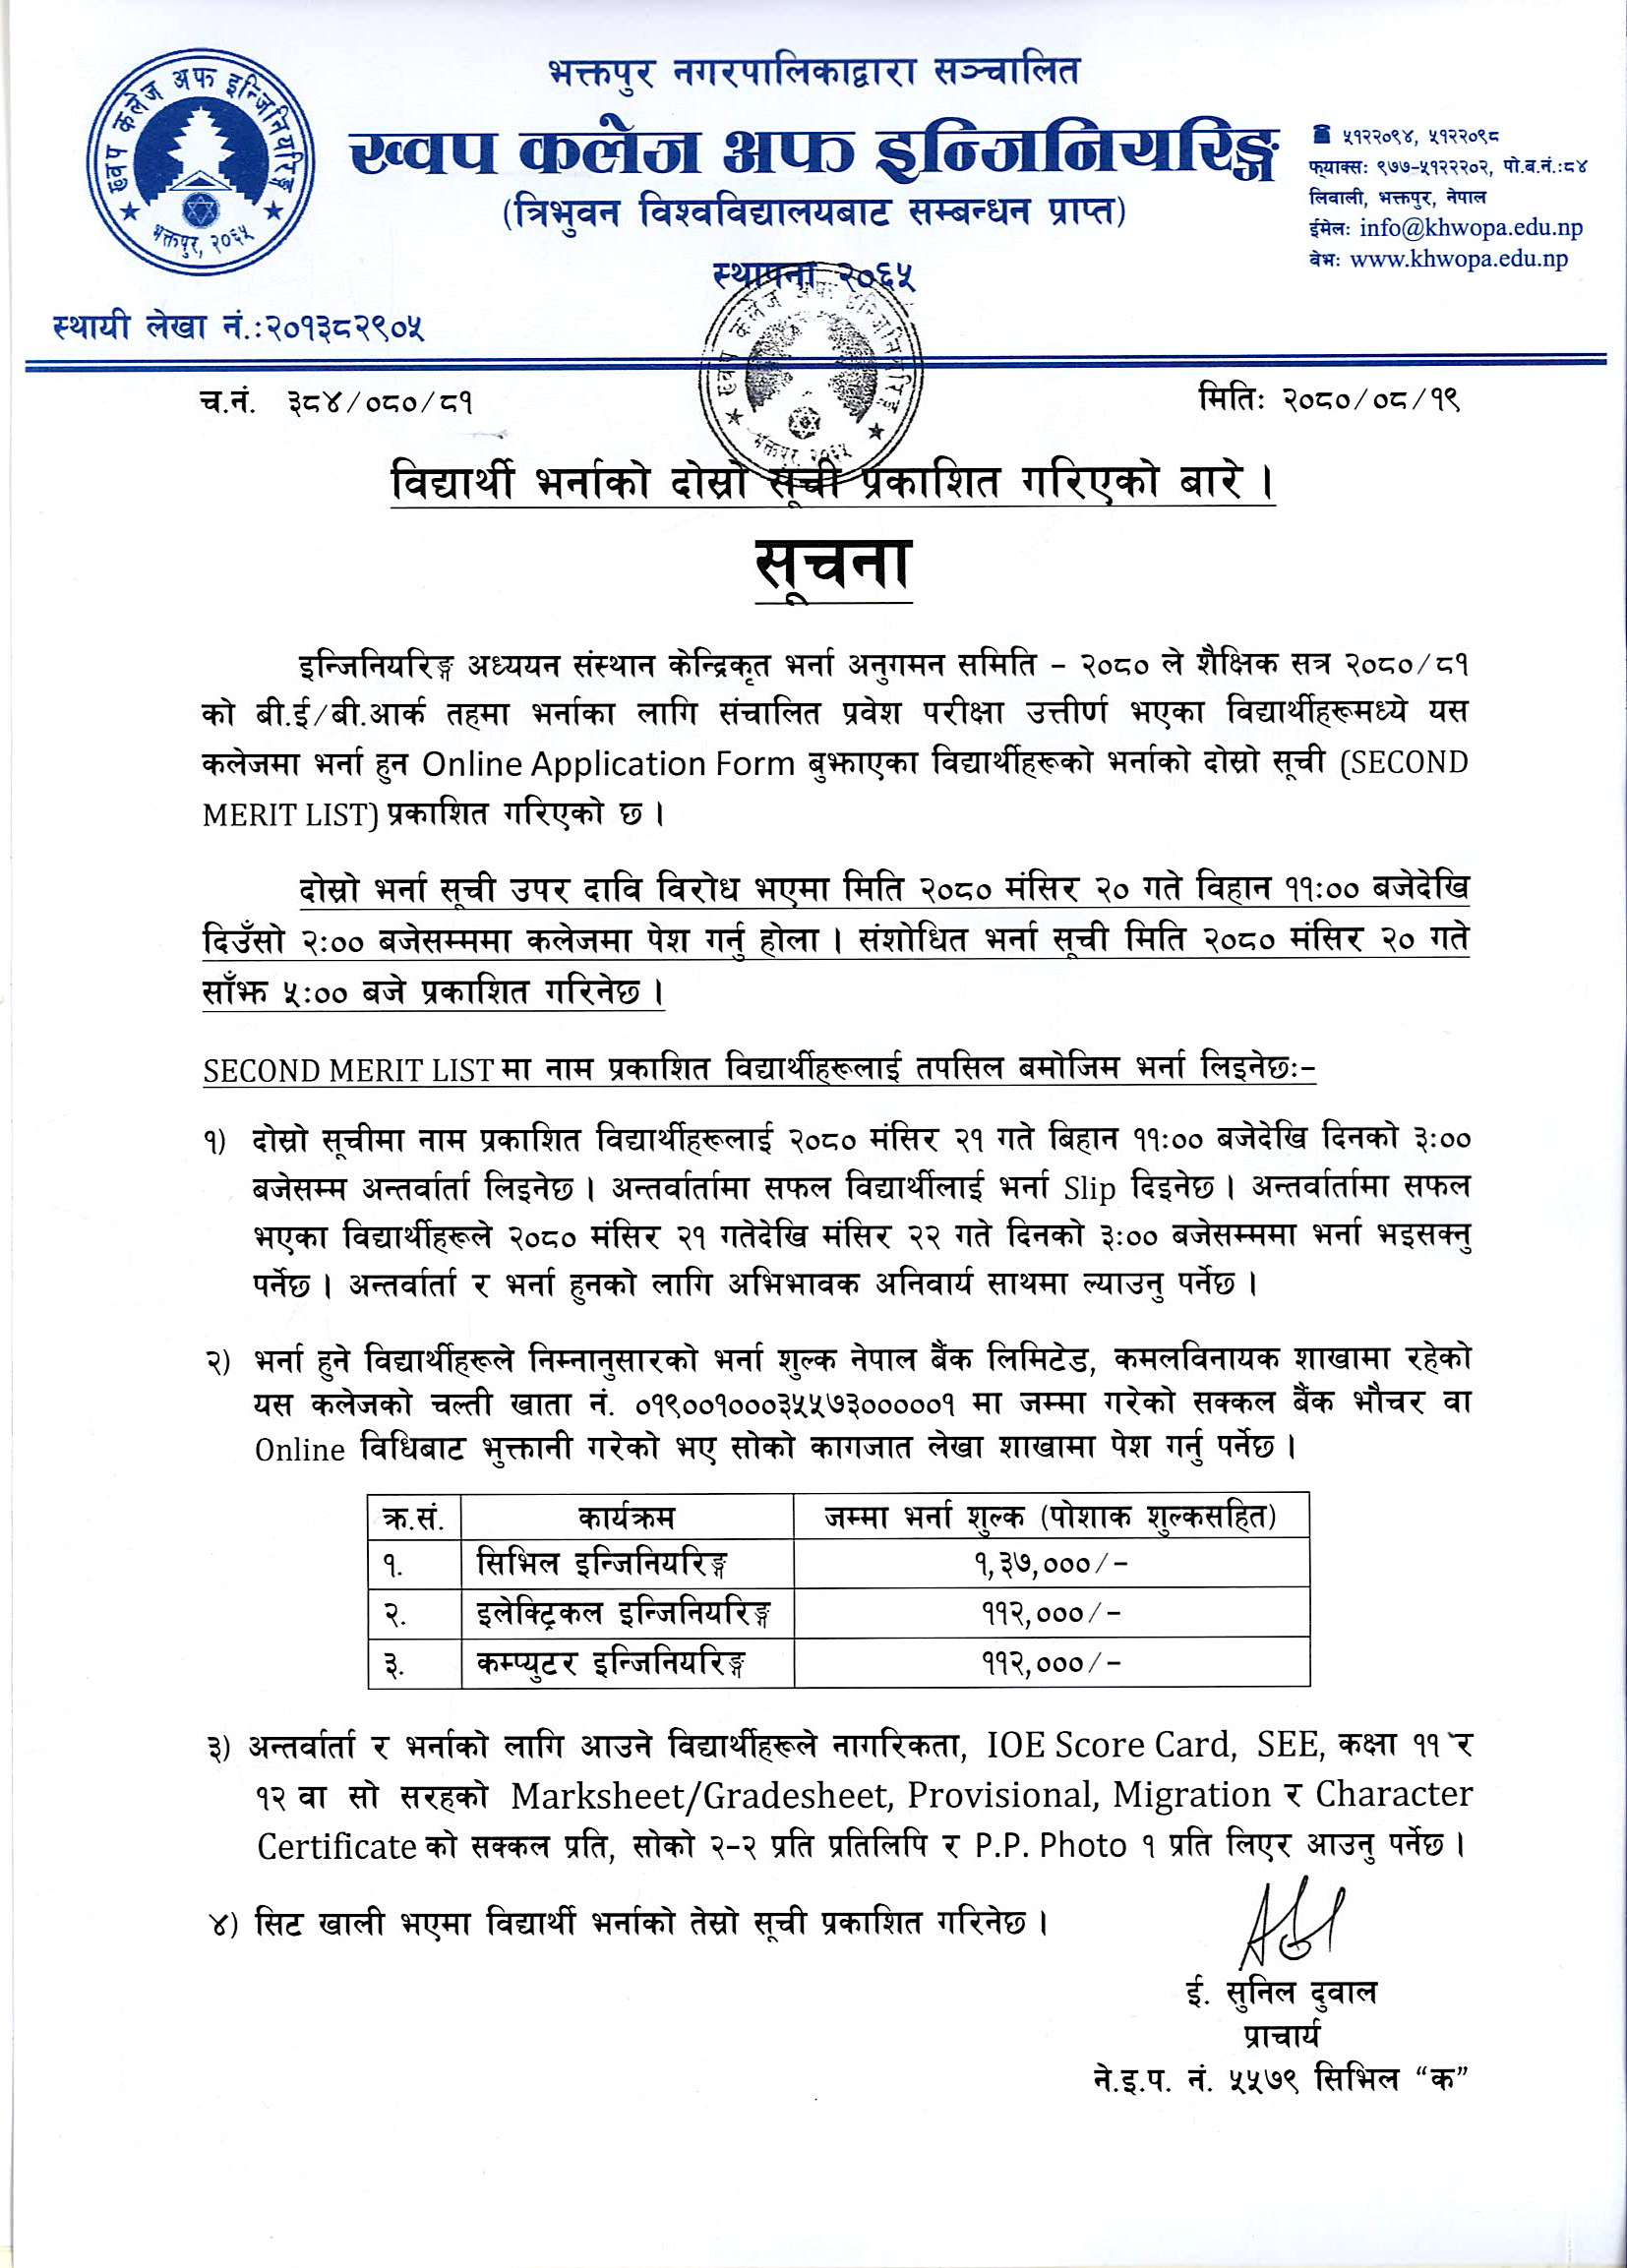 ख्वप कलेज अफ इन्जिनियरिङ्ग
भक्तपुर, २०६५
भक्तपुर नगरपालिकाद्वारा सञ्चालित
ख्वप कलेज अफ इन्जिनियरिङ्ग
(त्रिभुवन विश्वविद्यालयबाट सम्बन्धन प्राप्त)
स्थापना २०६५
☎ ५१२२०९४, ५१२२०९८
फ्याक्सः ९७७-५१२२२०२, पो.ब.नं.:८४
लिवाली, भक्तपुर, नेपाल
ईमेलः info@khwopa.edu.np
वेभः www.khwopa.edu.np
स्थायी लेखा नं.:२०१३८२९०५
ख्वप कलेज अफ इन्जिनियरिङ्ग
भक्तपुर, २०६५
च.नं. ३८४/०८०/८१
मितिः २०८०/०८/१९
विद्यार्थी भर्नाको दोस्रो सूची प्रकाशित गरिएको बारे ।
सूचना
इन्जिनियरिङ्ग अध्ययन संस्थान केन्द्रिकृत भर्ना अनुगमन समिति – २०८० ले शैक्षिक सत्र २०८०/८१
को बी.ई/बी.आर्क तहमा भर्नाका लागि संचालित प्रवेश परीक्षा उत्तीर्ण भएका विद्यार्थीहरूमध्ये यस
कलेजमा भर्ना हुन Online Application Form बुझाएका विद्यार्थीहरूको भर्नाको दोस्रो सूची (SECOND
MERIT LIST) प्रकाशित गरिएको छ ।
दोस्रो भर्ना सूची उपर दावि विरोध भएमा मिति २०८० मंसिर २० गते विहान ११:०० बजेदेखि
दिउँसो २:०० बजेसम्ममा कलेजमा पेश गर्नु होला । संशोधित भर्ना सूची मिति २०८० मंसिर २० गते
साँझ ५:०० बजे प्रकाशित गरिनेछ ।
SECOND MERIT LIST मा नाम प्रकाशित विद्यार्थीहरूलाई तपसिल बमोजिम भर्ना लिइनेछः–
१) दोस्रो सूचीमा नाम प्रकाशित विद्यार्थीहरूलाई २०८० मंसिर २१ गते बिहान ११:०० बजेदेखि दिनको ३:००
बजेसम्म अन्तर्वार्ता लिइनेछ । अन्तर्वार्तामा सफल विद्यार्थीलाई भर्ना Slip दिइनेछ । अन्तर्वार्तामा सफल
भएका विद्यार्थीहरूले २०८० मंसिर २१ गतेदेखि मंसिर २२ गते दिनको ३:०० बजेसम्ममा भर्ना भइसक्नु
पर्नेछ । अन्तर्वार्ता र भर्ना हुनको लागि अभिभावक अनिवार्य साथमा ल्याउनु पर्नेछ ।
२) भर्ना हुने विद्यार्थीहरूले निम्नानुसारको भर्ना शुल्क नेपाल बैंक लिमिटेड, कमलविनायक शाखामा रहेको
यस कलेजको चल्ती खाता नं. ०१९००१०००३५५७३००००0१ मा जम्मा गरेको सक्कल बैंक भौचर वा
Online विधिबाट भुक्तानी गरेको भए सोको कागजात लेखा शाखामा पेश गर्नु पर्नेछ ।
क्र.सं. कार्यक्रम जम्मा भर्ना शुल्क (पोशाक शुल्कसहित)
१. सिभिल इन्जिनियरिङ्ग १,३७,०००/–
२. इलेक्ट्रिकल इन्जिनियरिङ्ग ११२,०००/–
३. कम्प्युटर इन्जिनियरिङ्ग ११२,०००/–
३) अन्तर्वार्ता र भर्नाको लागि आउने विद्यार्थीहरूले नागरिकता, IOE Score Card, SEE, कक्षा ११ र
१२ वा सो सरहको Marksheet/Gradesheet, Provisional, Migration र Character
Certificate को सक्कल प्रति, सोको २–२ प्रति प्रतिलिपि र P.P. Photo १ प्रति लिएर आउनु पर्नेछ ।
४) सिट खाली भएमा विद्यार्थी भर्नाको तेस्रो सूची प्रकाशित गरिनेछ ।
ई. सुनिल दुवाल
प्राचार्य
ने.इ.प. नं. ५५७९ सिभिल “क”